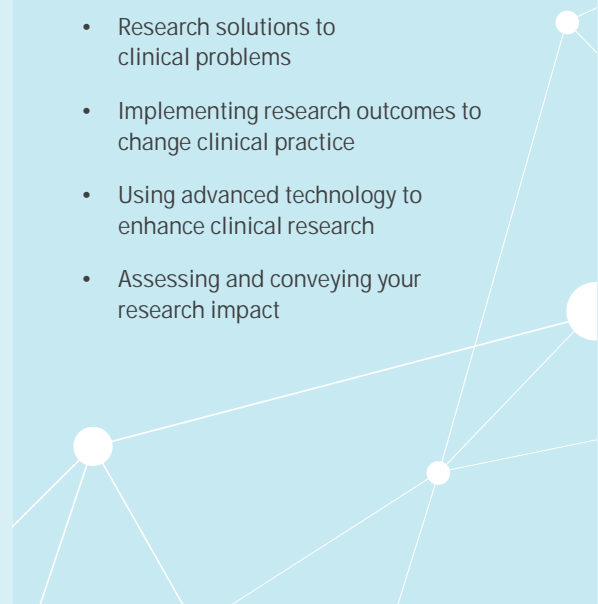 • Research solutions to
clinical problems
• Implementing research outcomes to
change clinical practice
• Using advanced technology to
enhance clinical research
• Assessing and conveying your
research impact